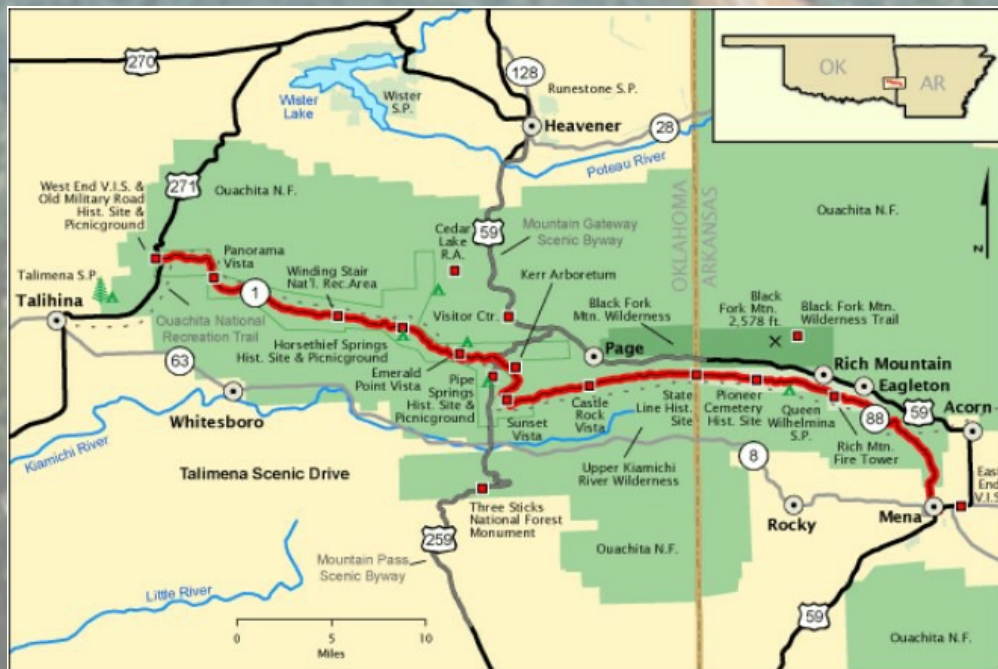 OK
AR
270
128
Runestone S.P.
Wister
Lake
Wister
S.P.
Heavener
28
Poteau River
271
Ouachita N.F.
West End V.I.S. &
Old Military Road
Hist. Site &
Picnicground
Ouachita N.F.
OKLAHOMA
ARKANSAS
N
59
Mountain Gateway
Scenic Byway
Cedar
Lake
R.A.
Panorama
Vista
Winding Stair
Nat'l. Rec.Area
Kerr Arboretum
Talimena S.P.
Talihina
1
Visitor Ctr.
Black Fork
Mtn. Wilderness
Black
Fork Mtn.
2,578 ft.
Black Fork Mtn.
Wilderness Trail
Ouachita National
Recreation Trail
Horsethief Springs
Hist. Site & Picnicground
Page
Rich Mountain
Eagleton
63
Emerald
Point Vista
Pipe
Springs
Hist. Site &
Picnicground
Sunset
Vista
Castle
Rock
Vista
State
Line Hist.
Site
Pioneer
Cemetery
Hist. Site
Queen
Wilhelmina
S.P.
88
59
Acorn
Rich Mtn.
Fire Tower
Whitesboro
Kiamichi River
Talimena Scenic Drive
Upper Kiamichi
River Wilderness
8
East
End
V.I.S.
Three Sticks
National Forest
Monument
Rocky
Mena
259
Ouachita N.F.
Mountain Pass
Scenic Byway
Little River
59
0
5
10
Miles
Ouachita N.F.